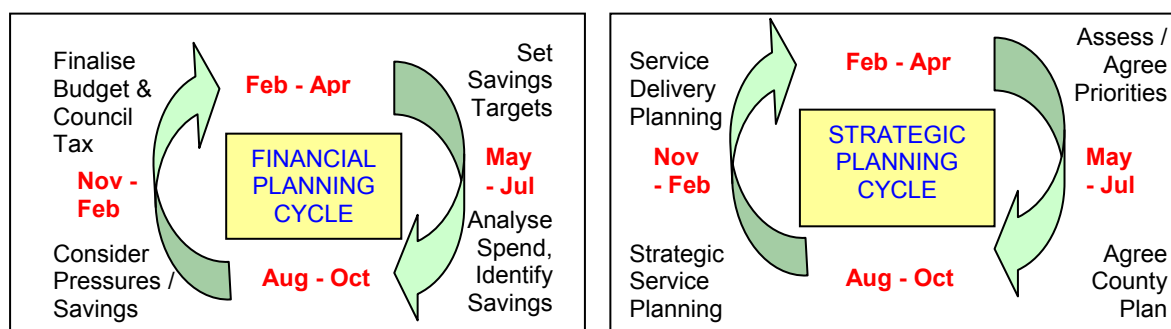 Finalise
Budget &
Council
Tax
Feb - Apr
Set
Savings
Targets
FINANCIAL
PLANNING
CYCLE
Nov -
Feb
May
- Jul
Consider
Pressures /
Savings
Aug - Oct
Analyse
Spend,
Identify
Savings
Service
Delivery
Planning
Feb - Apr
Assess /
Agree
Priorities
STRATEGIC
PLANNING
CYCLE
Nov
- Feb
May
- Jul
Strategic
Service
Planning
Aug - Oct
Agree
County
Plan